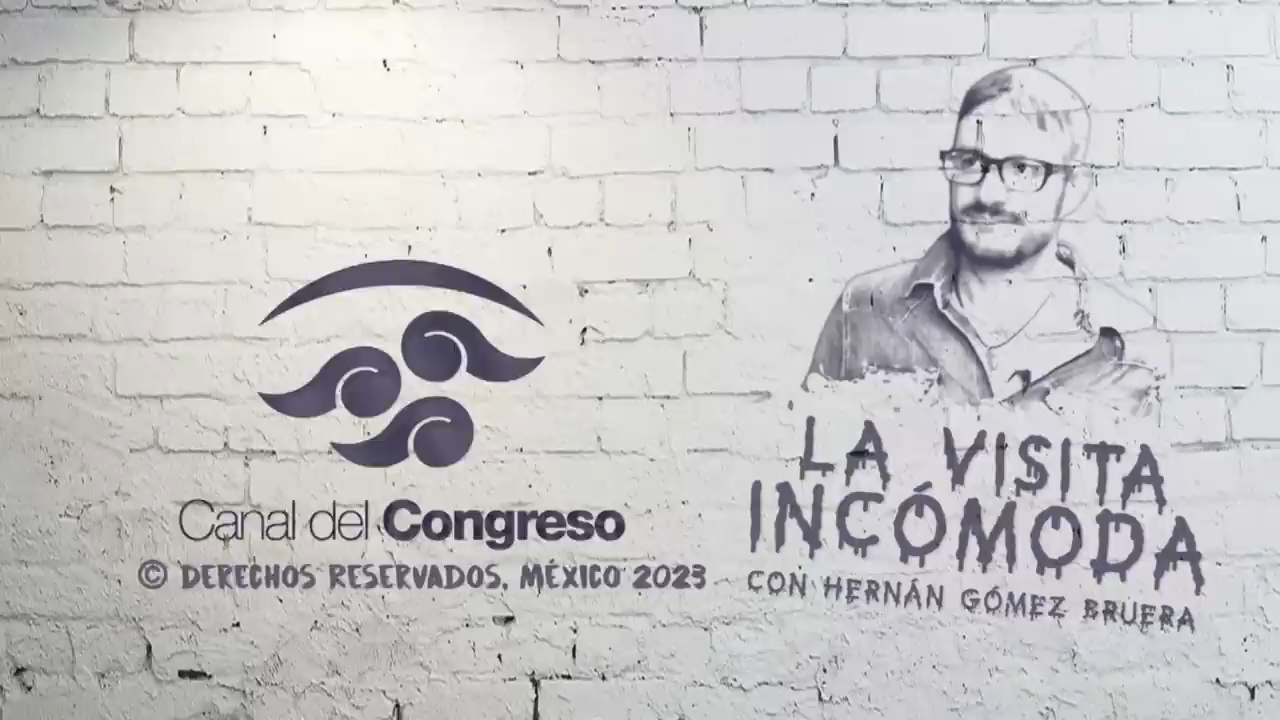 Canal del Congreso
© DERECHOS RESERVADOS, MÉXICO 2023
LA VISITA
INCÓMODA
CON HERNÁN GÓMEZ BRUERA